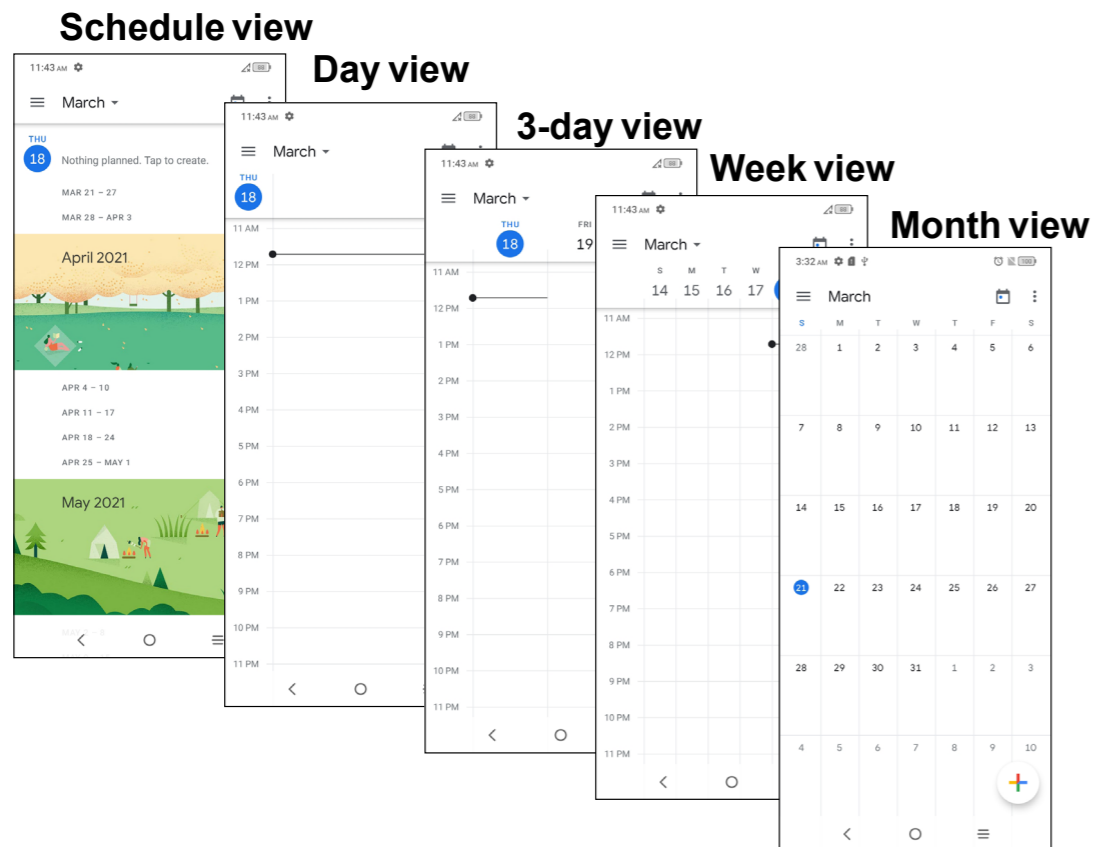 Schedule view
11:43 AM
88
March
THU
18
Nothing planned. Tap to create.
MAR 21 – 27
MAR 28 – APR 3
April 2021
APR 4 – 10
APR 11 – 17
APR 18 – 24
APR 25 – MAY 1
May 2021
Day view
11:43 AM
March
THU
18
11 AM
12 PM
1 PM
2 PM
3 PM
4 PM
5 PM
6 PM
7 PM
8 PM
9 PM
10 PM
11 PM
3-day view
11:43 AM
March
THU FRI
18 19
11 AM
12 PM
1 PM
2 PM
3 PM
4 PM
5 PM
6 PM
7 PM
8 PM
9 PM
10 PM
11 PM
Week view
11:43 AM
March
S M T W
14 15 16 17
11 AM
12 PM
1 PM
2 PM
3 PM
4 PM
5 PM
6 PM
7 PM
8 PM
9 PM
10 PM
11 PM
Month view
3:32 AM 100
March
S M T W T F S
28 1 2 3 4 5 6
7 8 9 10 11 12 13
14 15 16 17 18 19 20
21 22 23 24 25 26 27
28 29 30 31 1 2 3
4 5 6 7 8 9 10